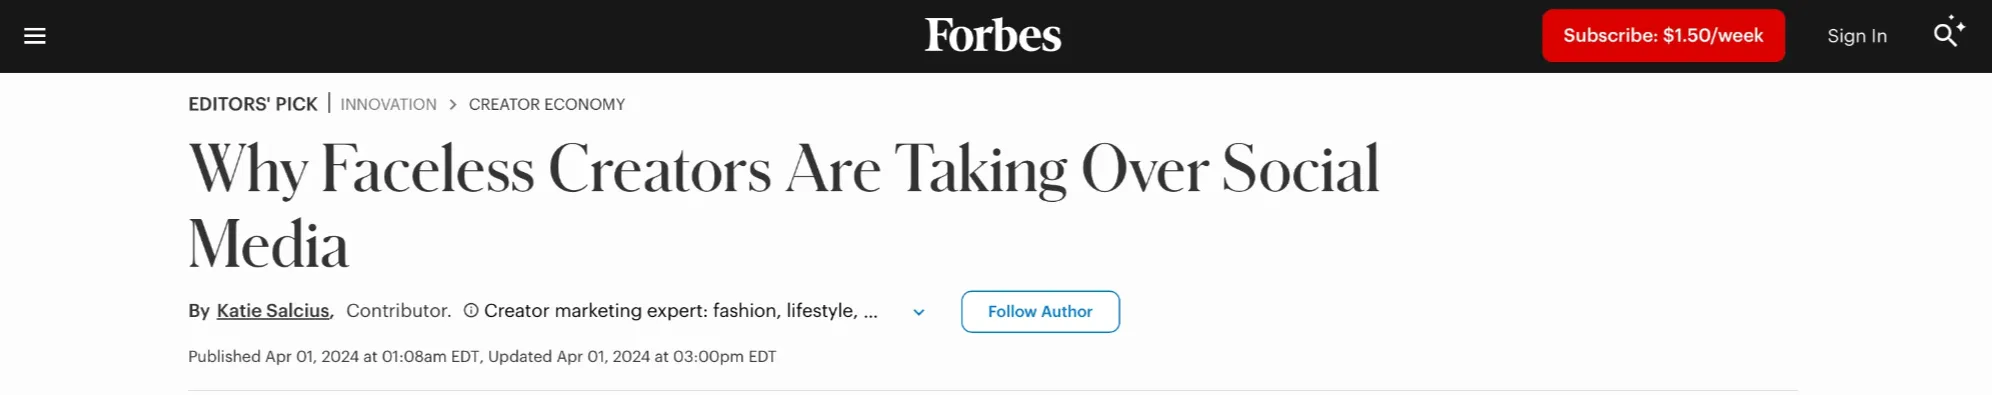 Forbes
Subscribe: $1.50/week
Sign In
EDITORS' PICK | INNOVATION > CREATOR ECONOMY
Why Faceless Creators Are Taking Over Social
Media
By Katie Salcius, Contributor. ⓘ Creator marketing expert: fashion, lifestyle, ...
Follow Author
Published Apr 01, 2024 at 01:08am EDT, Updated Apr 01, 2024 at 03:00pm EDT